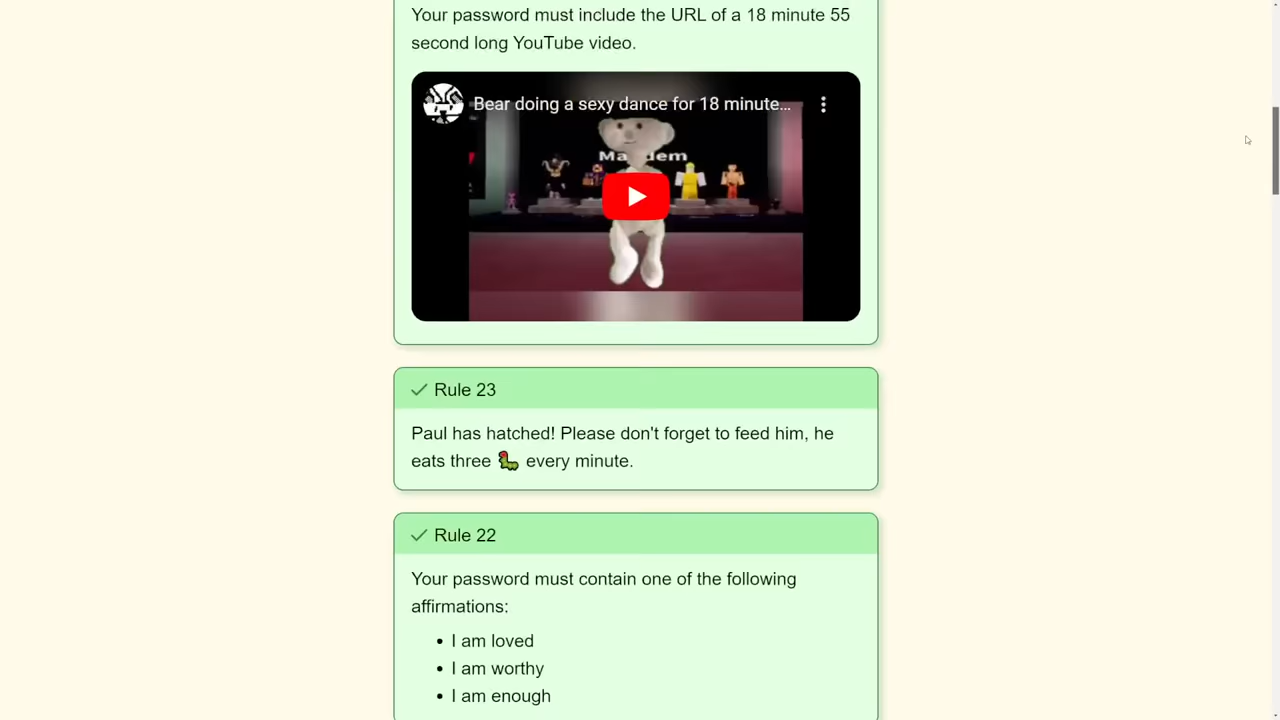 Your password must include the URL of a 18 minute 55
second long YouTube video.
Bear doing a sexy dance for 18 minute...
Ma dem
✓ Rule 23
Paul has hatched! Please don't forget to feed him, he
eats three 🐛 every minute.
✓ Rule 22
Your password must contain one of the following
affirmations:
• I am loved
• I am worthy
• I am enough